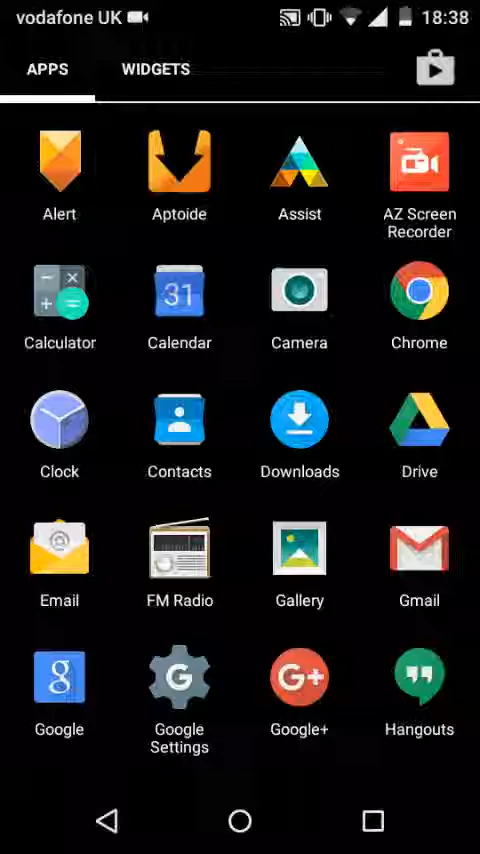 vodafone UK 18:38
APPS WIDGETS
Alert Aptoide Assist AZ Screen
Recorder
31
Calculator Calendar Camera Chrome
Clock Contacts Downloads Drive
@
Email FM Radio Gallery Gmail
g G G+
Google Google Google+ Hangouts
Settings